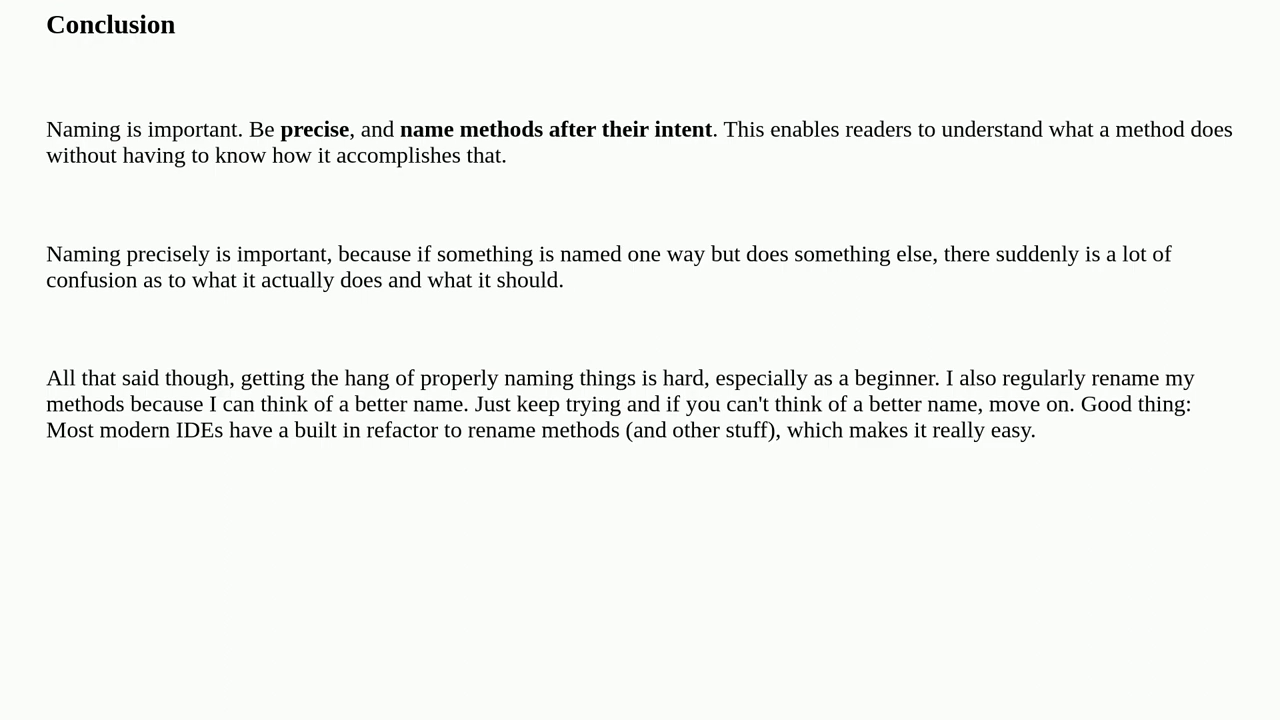 Conclusion
Naming is important. Be precise, and name methods after their intent. This enables readers to understand what a method does
without having to know how it accomplishes that.
Naming precisely is important, because if something is named one way but does something else, there suddenly is a lot of
confusion as to what it actually does and what it should.
All that said though, getting the hang of properly naming things is hard, especially as a beginner. I also regularly rename my
methods because I can think of a better name. Just keep trying and if you can't think of a better name, move on. Good thing:
Most modern IDEs have a built in refactor to rename methods (and other stuff), which makes it really easy.